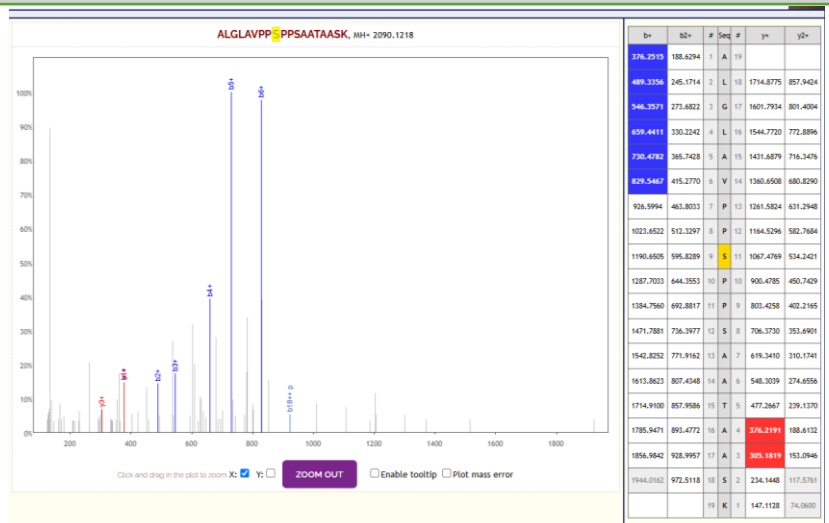 ALGLAVPPSPPSAATAASK, MH+ 2090.1218
100%
90%
80%
70%
60%
50%
40%
30%
20%
10%
0%
y3+
b2+
b3+
b4+
b5+
b6+
b18++ p
200 400 600 800 1000 1200 1400 1600 1800
Click and drag in the plot to zoom X: Y: ZOOM OUT Enable tooltip Plot mass error
b+ b2+ # Seq # y+ y2+
376.2515 188.6294 1 A 19
489.3356 245.1714 2 L 18 1714.8775 857.9424
546.3571 273.6822 3 G 17 1601.7934 801.4004
659.4411 330.2242 4 L 16 1544.7720 772.8896
730.4782 365.7428 5 A 15 1431.6879 716.3476
829.5467 415.2770 6 V 14 1360.6508 680.8290
926.5994 463.8033 7 P 13 1261.5824 631.2948
1023.6522 512.3297 8 P 12 1164.5296 582.7684
1190.6505 595.8289 9 S 11 1067.4769 534.2421
1287.7033 644.3553 10 P 10 900.4785 450.7429
1384.7560 692.8817 11 P 9 803.4258 402.2165
1471.7881 736.3977 12 S 8 706.3730 353.6901
1542.8252 771.9162 13 A 7 619.3410 310.1741
1613.8623 807.4348 14 A 6 548.3039 274.6556
1714.9100 857.9586 15 T 5 477.2667 239.1370
1785.9471 893.4772 16 A 4 376.2191 188.6132
1856.9842 928.9957 17 A 3 305.1819 153.0946
1944.0162 972.5118 18 S 2 234.1448 117.5761
19 K 1 147.1128 74.0600